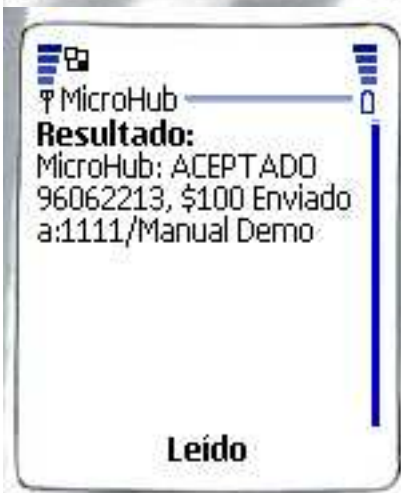 MicroHub
Resultado:
MicroHub: ACEPTADO
96062213, $100 Enviado
a:1111/Manual Demo
Leído